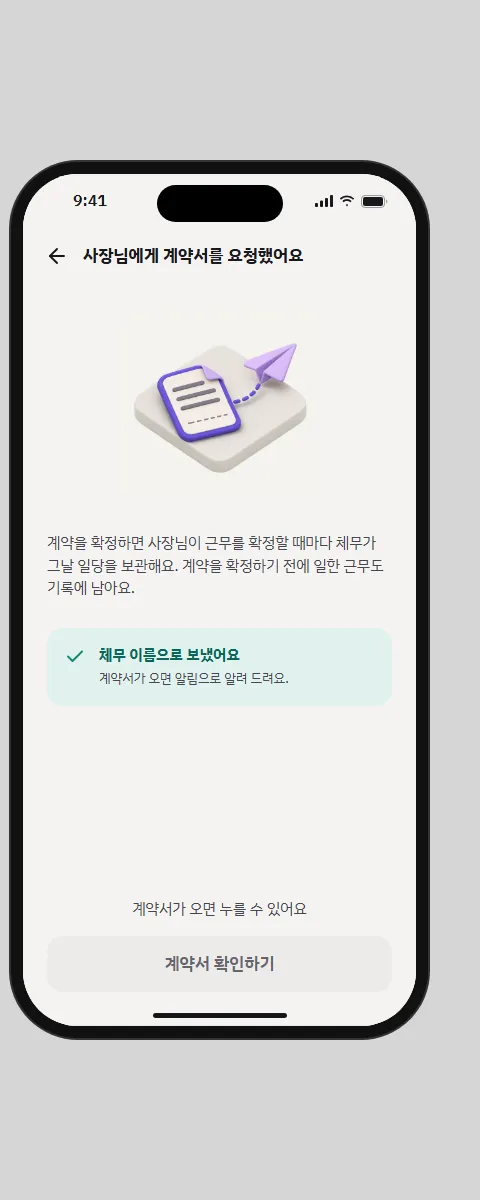 9:41
사장님에게 계약서를 요청했어요
계약을 확정하면 사장님이 근무를 확정할 때마다 체무가
그날 일당을 보관해요. 계약을 확정하기 전에 일한 근무도
기록에 남아요.
체무 이름으로 보냈어요
계약서가 오면 알림으로 알려 드려요.
계약서가 오면 누를 수 있어요
계약서 확인하기